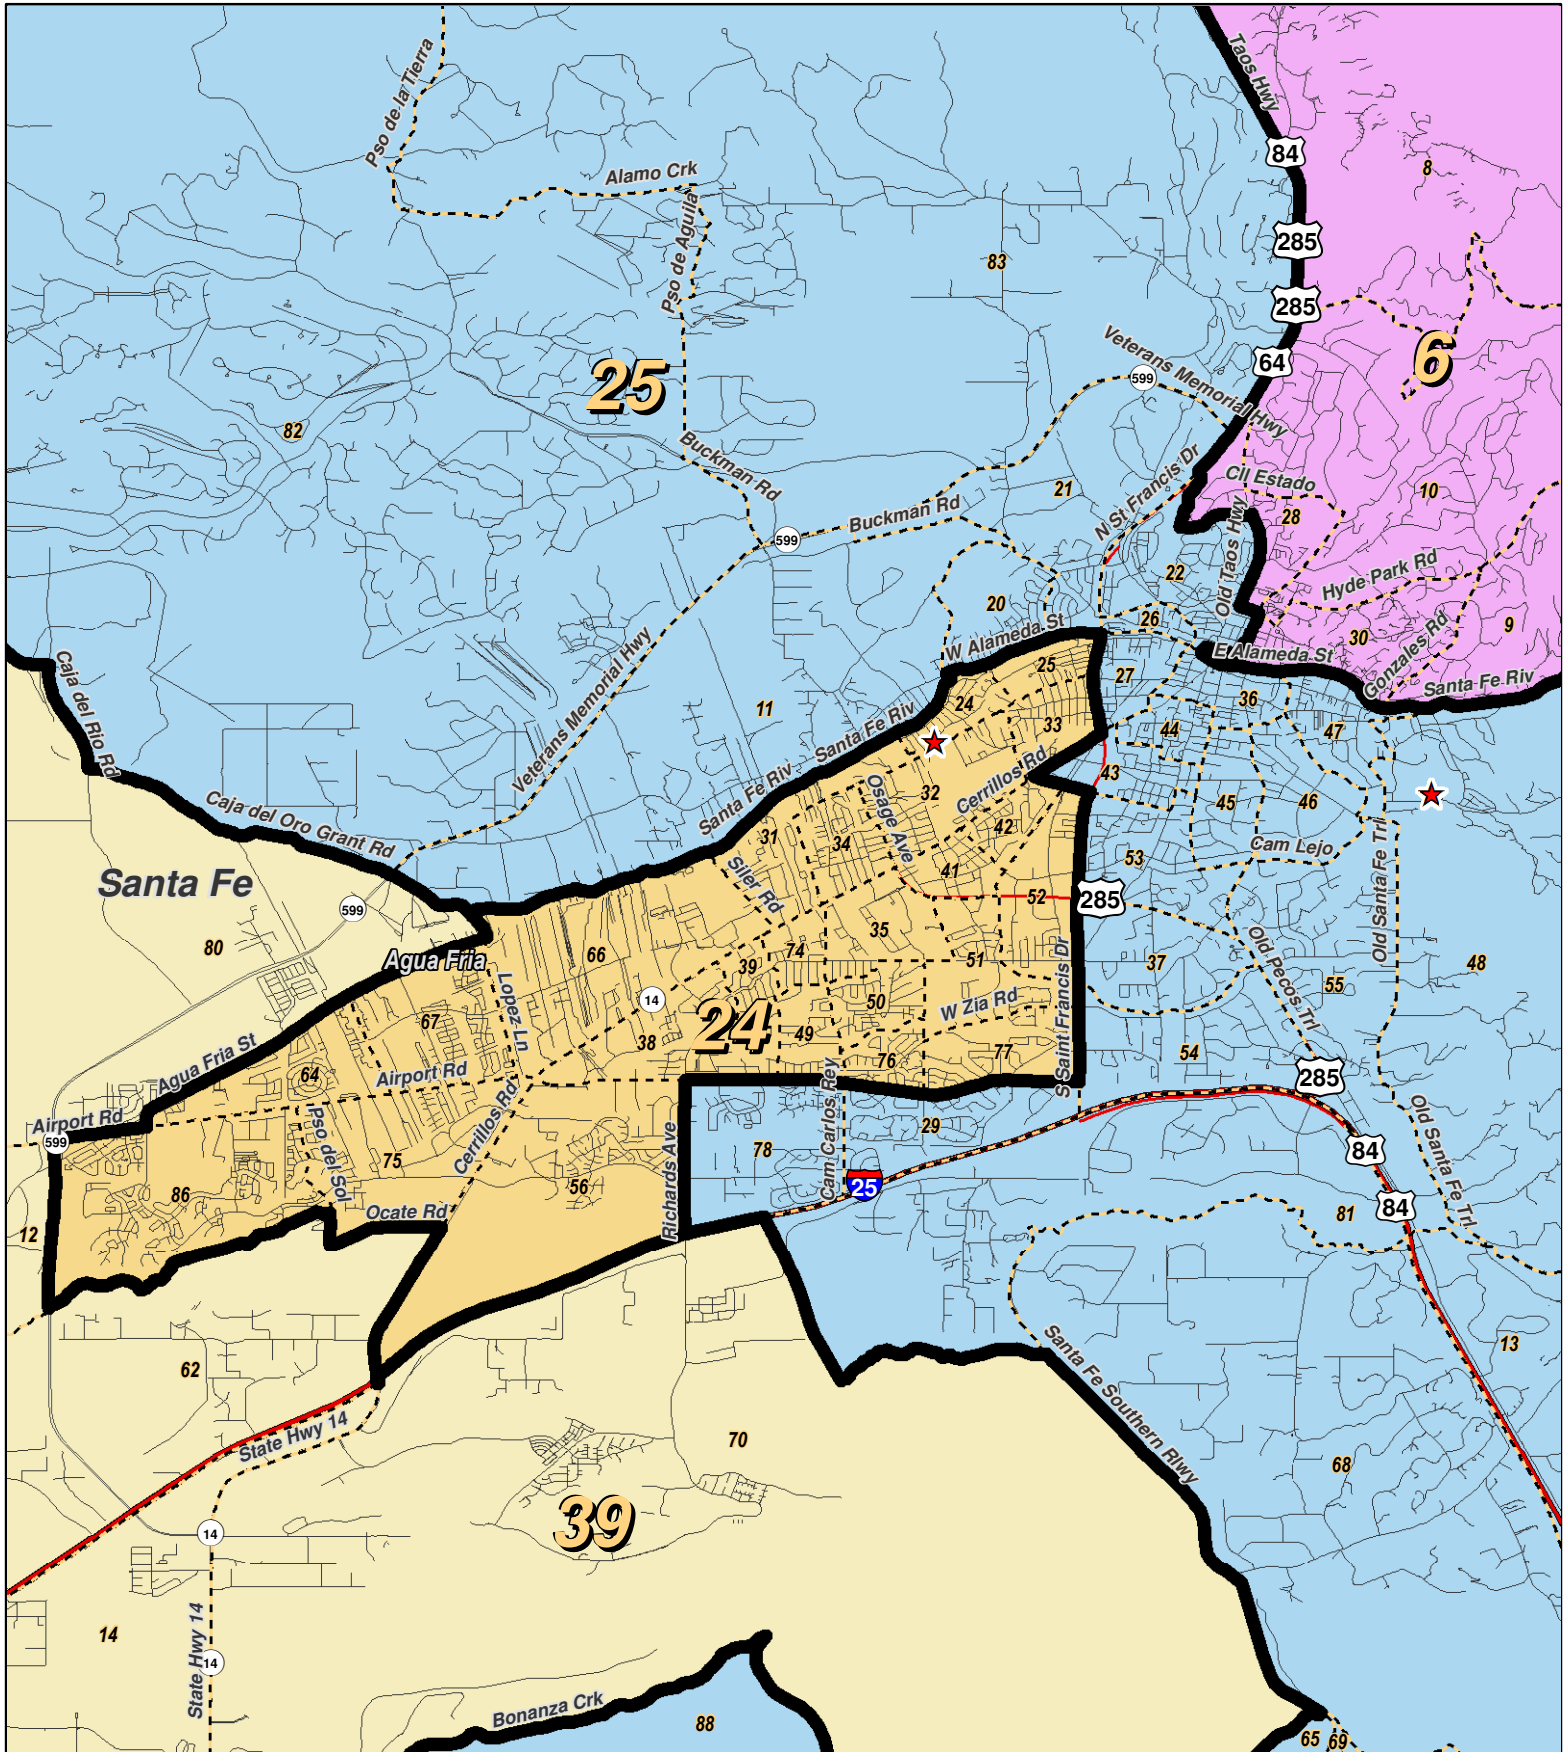 Taos Hwy
Pso de la Tierra
84
8
Alamo Crk
Pso de Aguila
285
83
285
Veterans Memorial Hwy
64
6
25
599
82
Buckman Rd
N St Francis Dr
Cll Estado
21
10
Buckman Rd
28
599
Old Taos Hwy
22
Hyde Park Rd
20
26
9
W Alameda St
30
Gonzales Rd
E Alameda St
25
27
Santa Fe Riv
Caja del Rio Rd
Veterans Memorial Hwy
11
24
36
33
44
47
Santa Fe Riv
Santa Fe Riv
43
Cerrillos Rd
32
45
46
Caja del Oro Grant Rd
Osage Ave
42
31
34
Cam Lejo
53
Old Santa Fe Trl
41
Santa Fe
Siler Rd
52
285
599
35
80
Agua Fria
66
74
39
51
37
Old Pecos Trl
48
55
Lopez Ln
14
50
W Zia Rd
S Saint Francis Dr
67
24
38
49
Agua Fria St
76
77
54
64
Airport Rd
285
Airport Rd
599
Pso del Sol
Cerrillos Rd
Richards Ave
78
Cam Carlos Rey
29
Old Santa Fe Trl
84
75
25
86
56
84
Ocate Rd
81
12
Santa Fe Southern Rlwy
13
62
State Hwy 14
70
68
39
14
14
State Hwy 14
14
Bonanza Crk
88
65
69